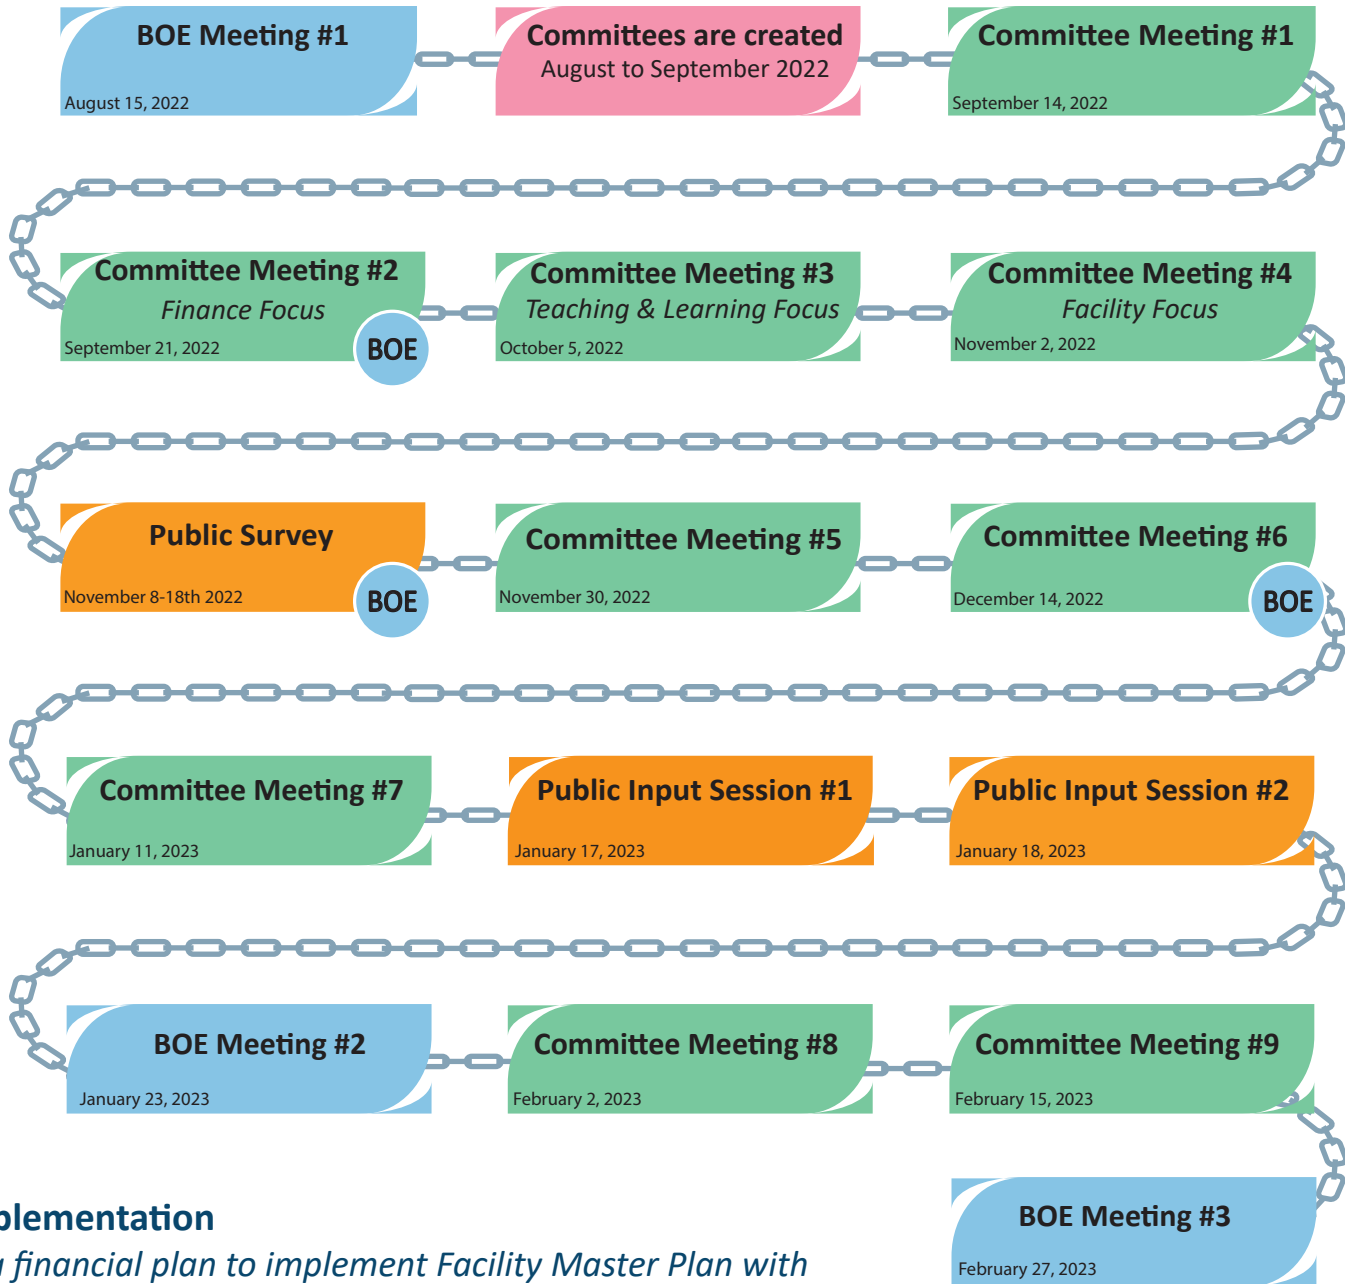 BOE Meeting #1
August 15, 2022
Committees are created
August to September 2022
Committee Meeting #1
September 14, 2022
Committee Meeting #2
Finance Focus
September 21, 2022
BOE
Committee Meeting #3
Teaching & Learning Focus
October 5, 2022
Committee Meeting #4
Facility Focus
November 2, 2022
Public Survey
November 8-18th 2022
BOE
Committee Meeting #5
November 30, 2022
Committee Meeting #6
December 14, 2022
BOE
Committee Meeting #7
January 11, 2023
Public Input Session #1
January 17, 2023
Public Input Session #2
January 18, 2023
BOE Meeting #2
January 23, 2023
Committee Meeting #8
February 2, 2023
Committee Meeting #9
February 15, 2023
BOE Meeting #3
February 27, 2023
plementation
financial plan to implement Facility Master Plan with